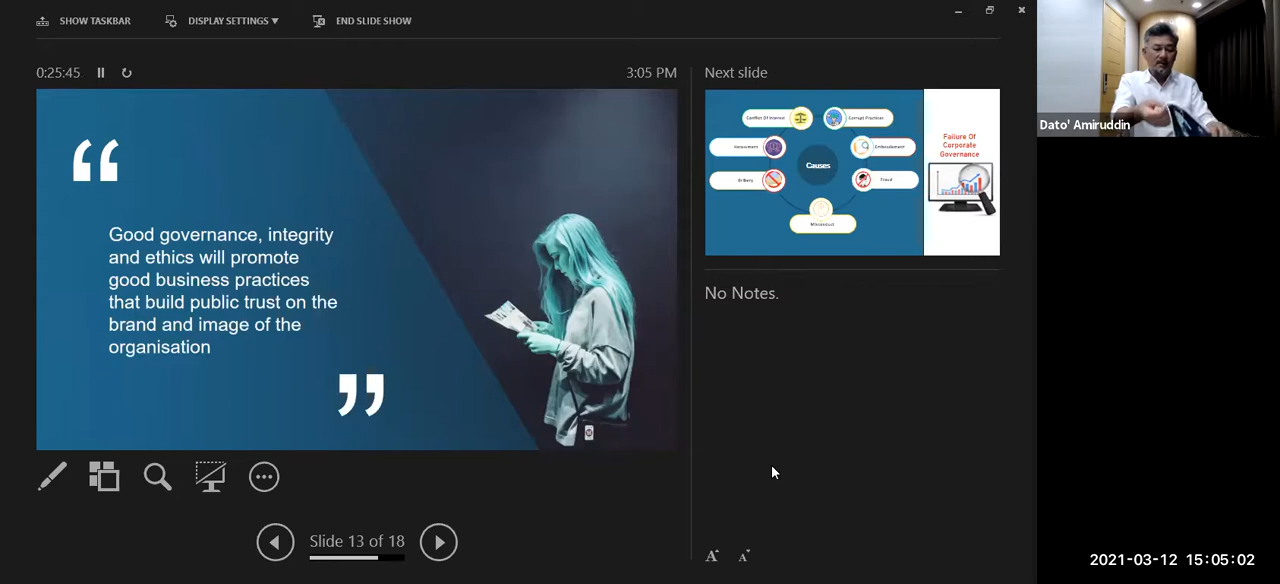 SHOW TASKBAR
DISPLAY SETTINGS ▼
END SLIDE SHOW
0:25:45
3:05 PM
Next slide
“
Good governance, integrity
and ethics will promote
good business practices
that build public trust on the
brand and image of the
organisation
”
Conflict Of Interest
Corrupt Practices
Embezzlement
Causes
Bribery
Fraud
Misconduct
Failure Of
Corporate
Governance
No Notes.
Slide 13 of 18
Dato' Amiruddin
2021-03-12 15:05:02